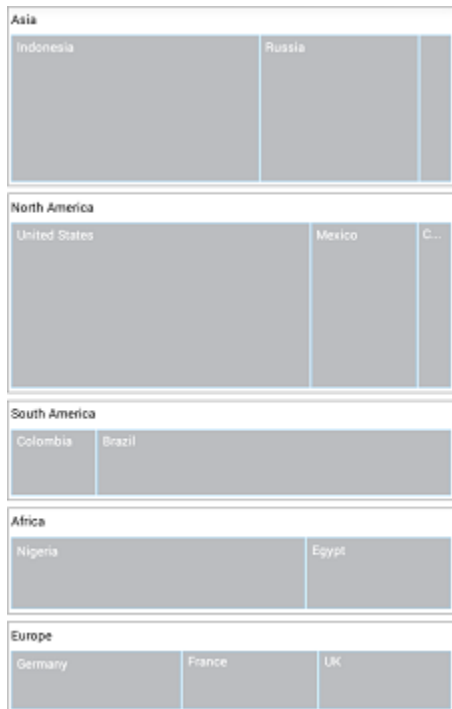 Asia
Indonesia Russia
North America
United States Mexico C...
South America
Colombia Brazil
Africa
Nigeria Egypt
Europe
Germany France UK